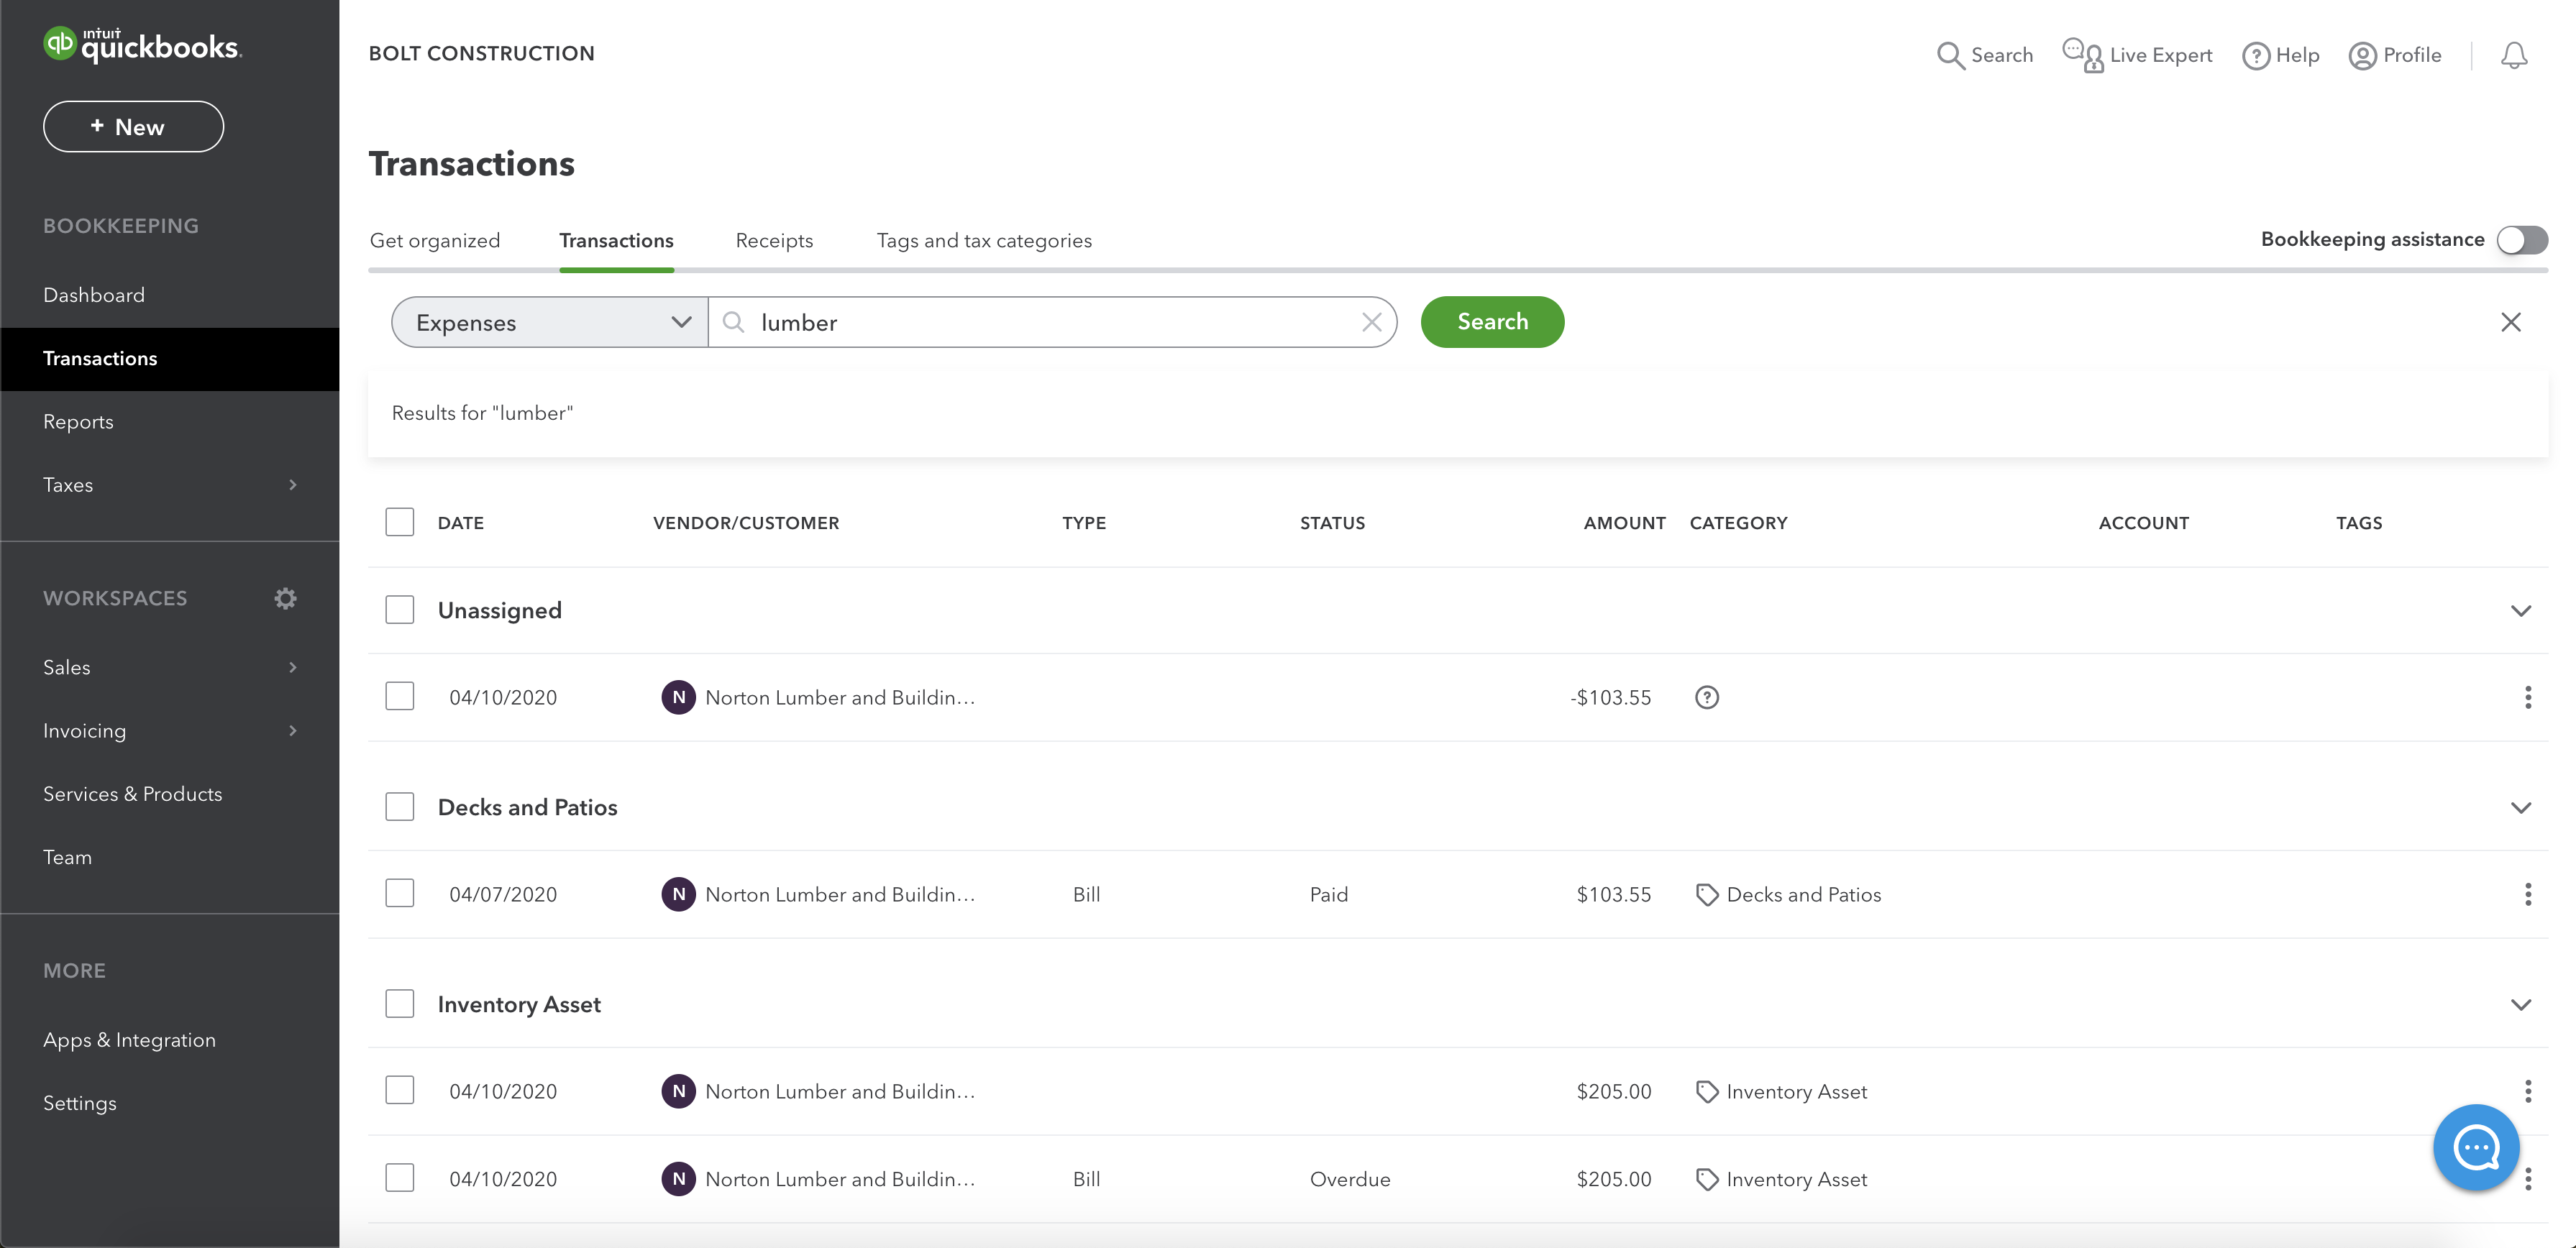 intuit
quickbooks.
+ New
BOOKKEEPING
Dashboard
Transactions
Reports
Taxes
WORKSPACES
Sales
Invoicing
Services & Products
Team
MORE
Apps & Integration
Settings
BOLT CONSTRUCTION
Search Live Expert Help Profile
Transactions
Get organized Transactions Receipts Tags and tax categories Bookkeeping assistance
Expenses lumber Search
Results for "lumber"
DATE VENDOR/CUSTOMER TYPE STATUS AMOUNT CATEGORY ACCOUNT TAGS
Unassigned
04/10/2020 N Norton Lumber and Buildin... -$103.55
Decks and Patios
04/07/2020 N Norton Lumber and Buildin... Bill Paid $103.55 Decks and Patios
Inventory Asset
04/10/2020 N Norton Lumber and Buildin... $205.00 Inventory Asset
04/10/2020 N Norton Lumber and Buildin... Bill Overdue $205.00 Inventory Asset